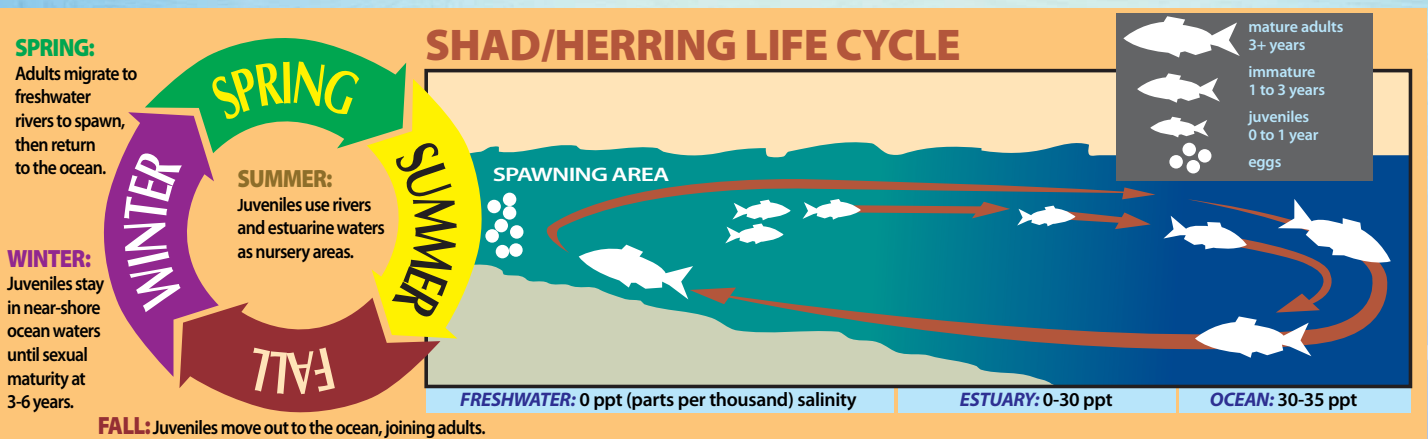 SHAD/HERRING LIFE CYCLE
SPRING:
Adults migrate to
freshwater
rivers to spawn,
then return
to the ocean.
SPRING
SUMMER
FALL
WINTER
SUMMER:
Juveniles use rivers
and estuarine waters
as nursery areas.
WINTER:
Juveniles stay
in near-shore
ocean waters
until sexual
maturity at
3-6 years.
FALL: Juveniles move out to the ocean, joining adults.
SPAWNING AREA
mature adults
3+ years
immature
1 to 3 years
juveniles
0 to 1 year
eggs
FRESHWATER: 0 ppt (parts per thousand) salinity
ESTUARY: 0-30 ppt
OCEAN: 30-35 ppt